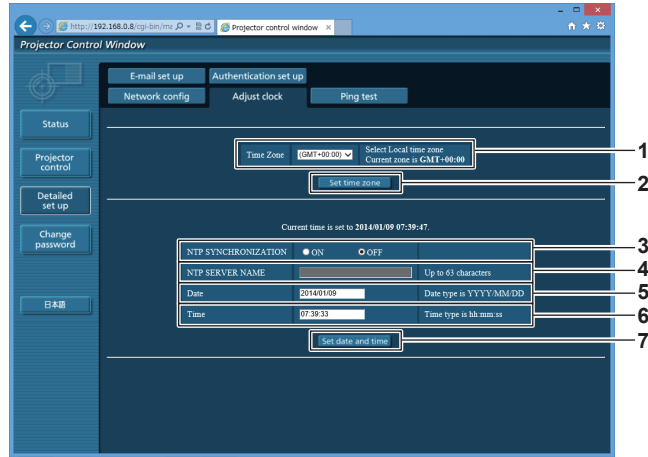 http://192.168.0.8/cgi-bin/ma
Projector control window
Projector Control Window
E-mail set up
Authentication set up
Network config
Adjust clock
Ping test
Status
Projector
control
Detailed
set up
Change
password
日本語
Time Zone
(GMT+00:00)
Select Local time zone
Current zone is GMT+00:00
1
Set time zone
2
Current time is set to 2014/01/09 07:39:47.
NTP SYNCHRONIZATION ON OFF
3
NTP SERVER NAME Up to 63 characters
4
Date 2014/01/09 Date type is YYYY/MM/DD
5
Time 07:39:33 Time type is hh:mm:ss
6
Set date and time
7